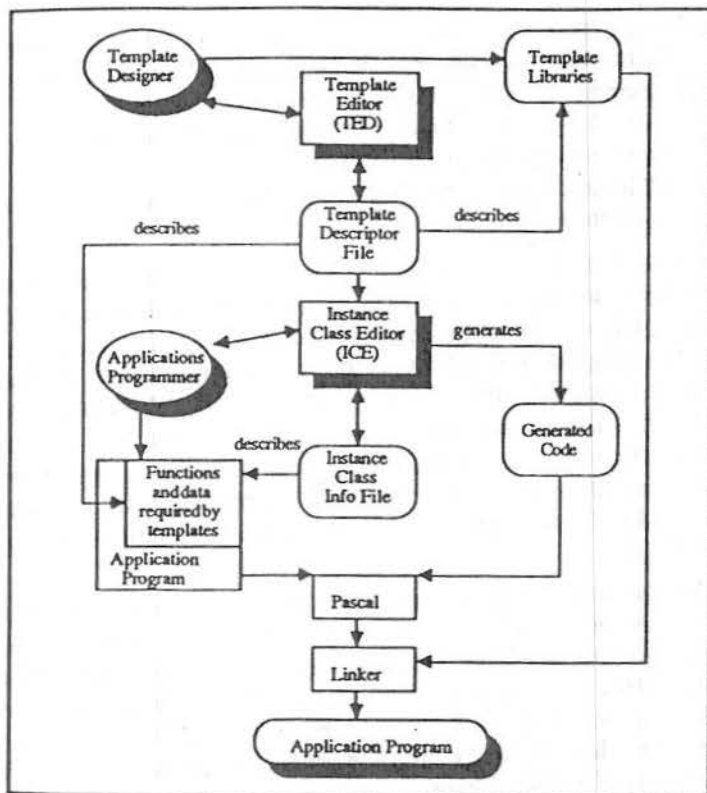 Template
Designer
Template
Libraries
Template
Editor
(TED)
describes
Template
Descriptor
File
describes
Instance
Class Editor
(ICE)
generates
Applications
Programmer
Generated
Code
describes
Functions
and data
required by
templates
Instance
Class
Info File
Application
Program
Pascal
Linker
Application Program